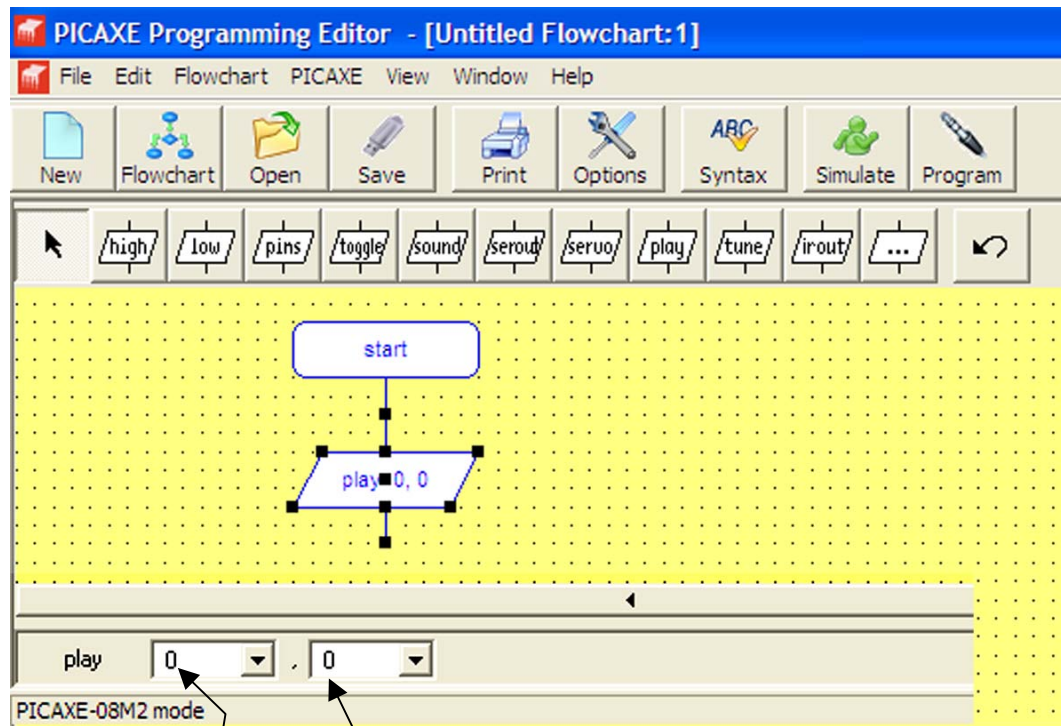 PICAXE Programming Editor - [Untitled Flowchart:1]
File Edit Flowchart PICAXE View Window Help
New Flowchart Open Save Print Options ABC Syntax Simulate Program
high low pins toggle sound serout servo play tune irout ...
start
play 0, 0
play 0 , 0
PICAXE-08M2 mode